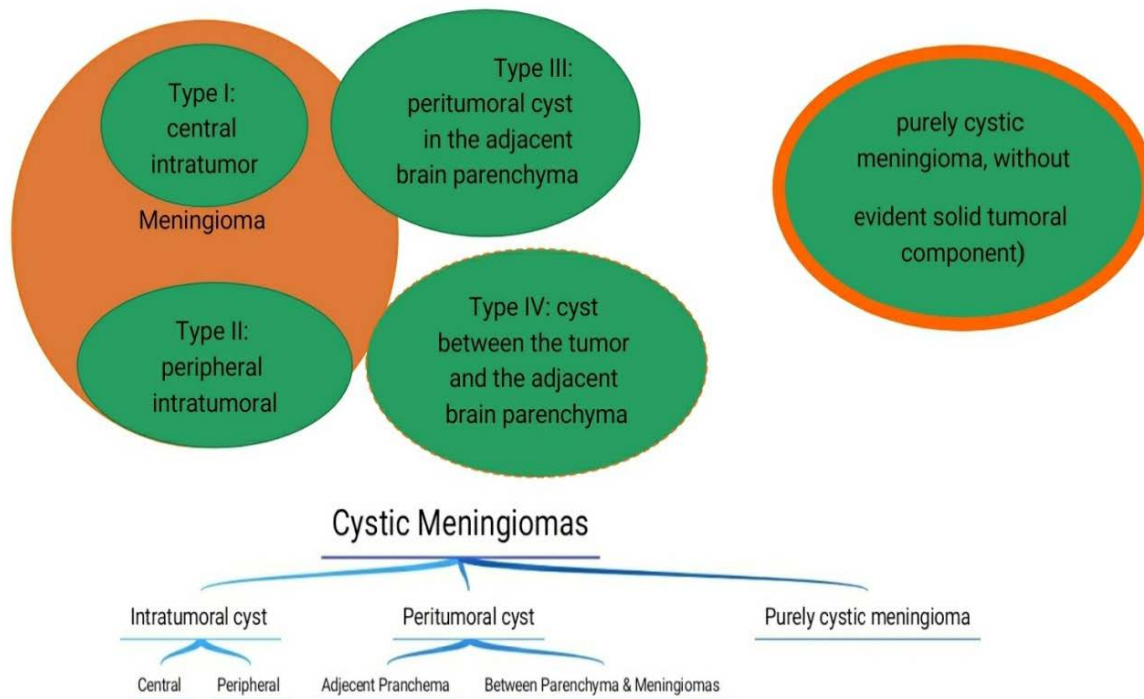 Type I:
central
intratumor
Meningioma
Type II:
peripheral
intratumoral
Type III:
peritumoral cyst
in the adjacent
brain parenchyma
Type IV: cyst
between the tumor
and the adjacent
brain parenchyma
purely cystic
meningioma, without
evident solid tumoral
component)
Cystic Meningiomas
Intratumoral cyst
Peritumoral cyst
Purely cystic meningioma
Central
Peripheral
Adjacent Pranchema
Between Parenchyma & Meningiomas